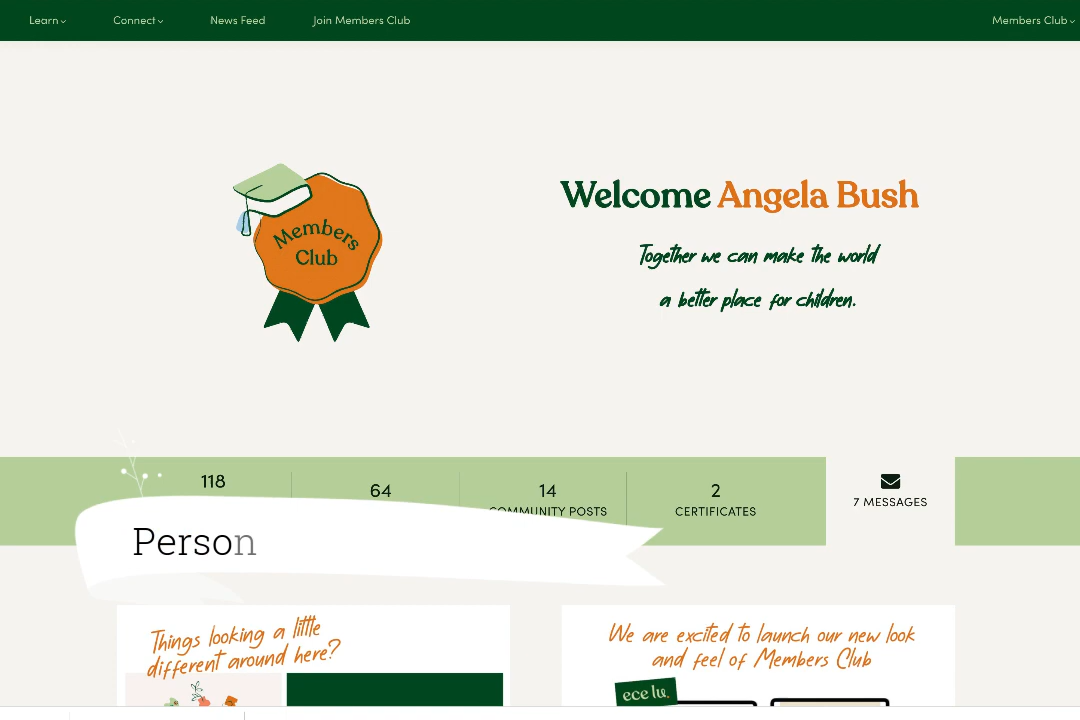 Learn
Connect
News Feed
Join Members Club
Members Club
Members
Club
Welcome Angela Bush
Together we can make the world
a better place for children.
118
64
14
COMMUNITY POSTS
2
CERTIFICATES
7 MESSAGES
Person
Things looking a little
different around here?
We are excited to launch our new look
and feel of Members Club
ece lv.